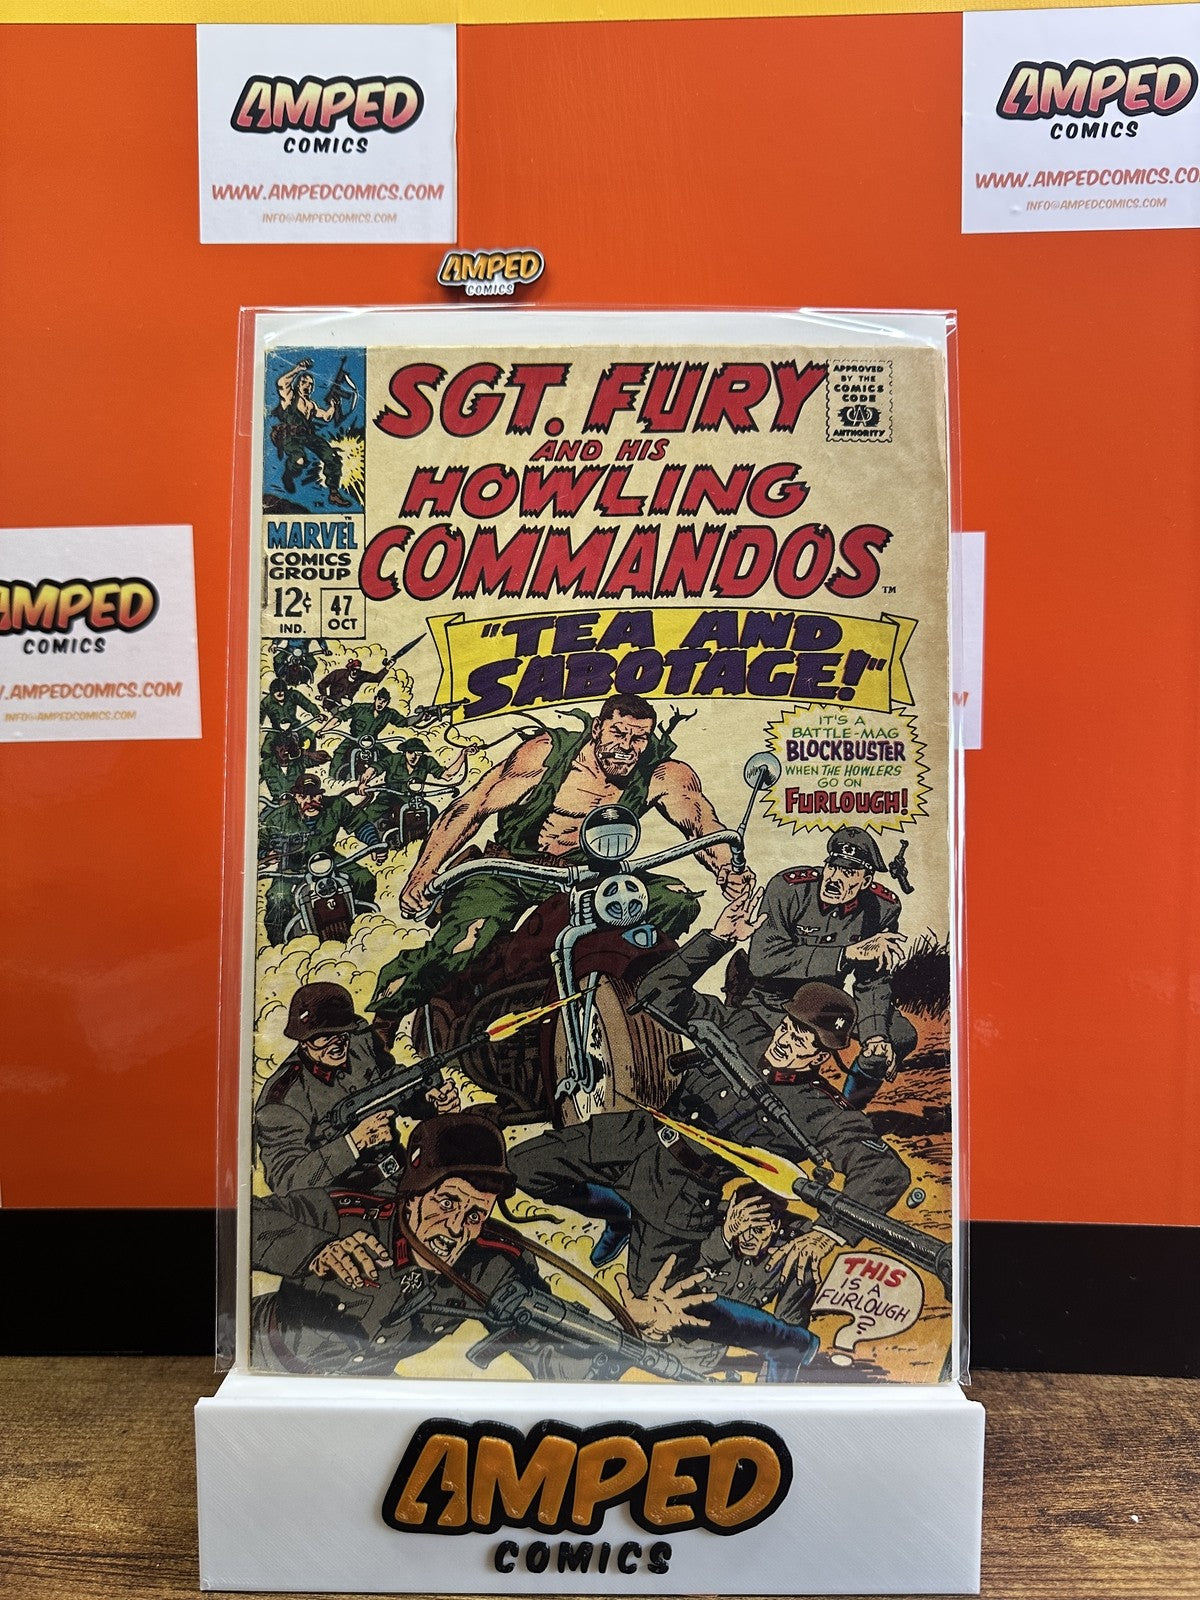 AMPED
COMICS
WWW.AMPEDCOMICS.COM
INFO@AMPEDCOMICS.COM
AMPED
COMICS
WWW.AMPEDCOMICS.CO
INFO@AMPEDCOMICS.COM
AMPED
COMICS
SGT. FURY
AND HIS
HOWLING
COMMANDOS™
APPROVED
BY THE
COMICS
CODE
CA
AUTHORITY
MARVEL™
COMICS
GROUP
12¢
IND.
47
OCT
"TEA AND
SABOTAGE!"
IT'S A
BATTLE-MAG
BLOCKBUSTER
WHEN THE HOWLERS
GO ON
FURLOUGH!
THIS
IS A
FURLOUGH
?
AMPED
COMICS
.AMPEDCOMICS.COM
INFO@AMPEDCOMICS.COM
M
AMPED
COMICS